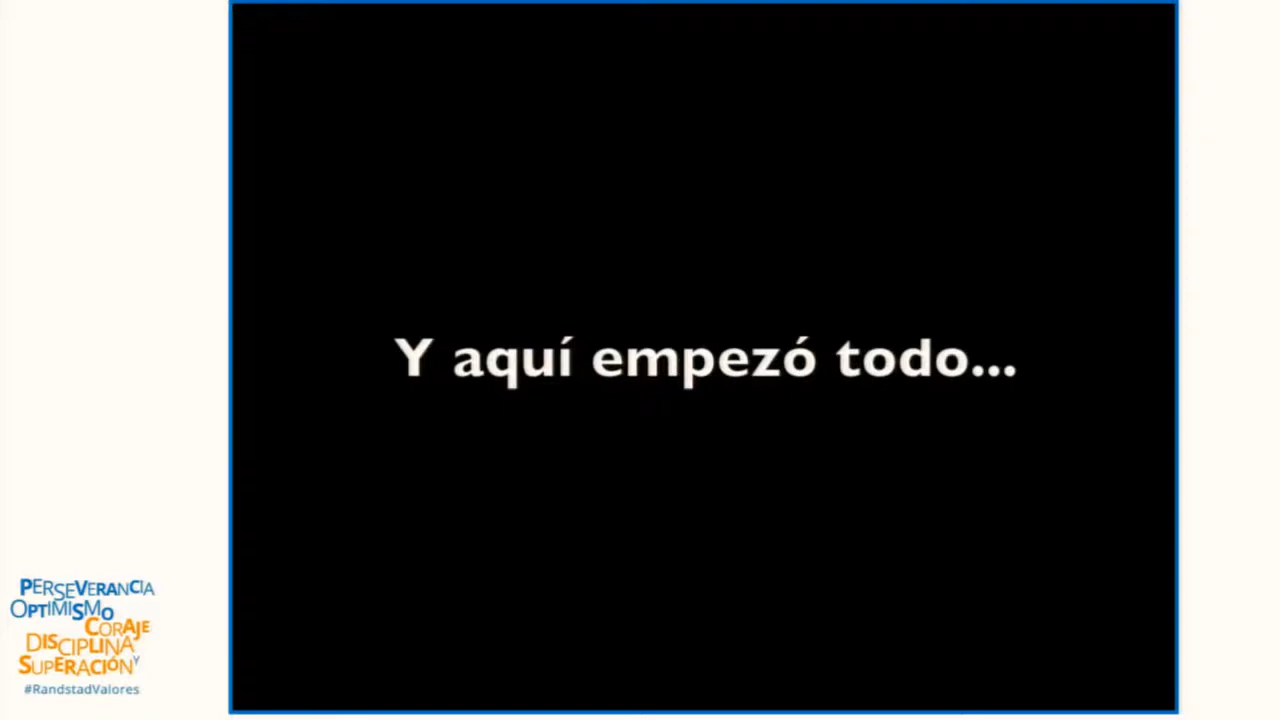 Y aquí empezó todo...
PERSEVERANCIA
OPTIMISMO
CORAJE
DISCIPLINA
SUPERACIÓN Y
#RandstadValores